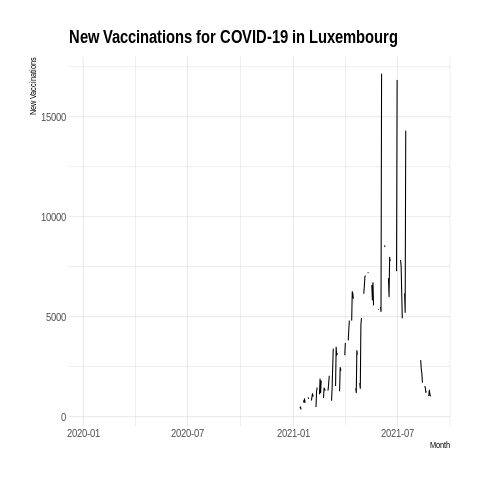 New Vaccinations for COVID-19 in Luxembourg
New Vaccinations
15000
10000
5000
0
2020-01
2020-07
2021-01
2021-07
Month